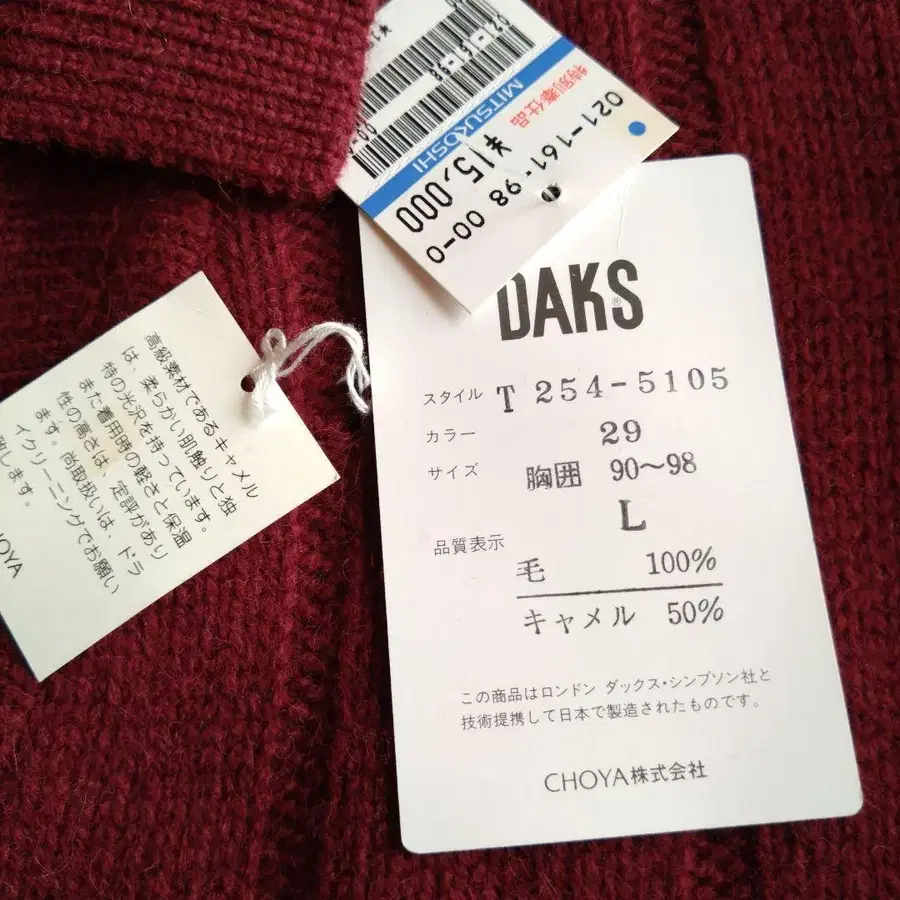 特別奉仕品
MITSUKOSHI
021-161-98 00-0
¥15,000
DAKS®
スタイル T 254-5105
カラー 29
サイズ 胸囲 90～98
L
品質表示
毛 100%
キャメル 50%
この商品はロンドン ダックス・シンプソン社と
技術提携して日本で製造されたものです。
CHOYA株式会社
高級素材であるキャメル
は、柔らかい肌触りと独
特の光沢を持っています。
また着用時の軽さと保温
性の高さは、定評があり
ます。尚取扱いは、ドラ
イクリーニングでお願い
致します。